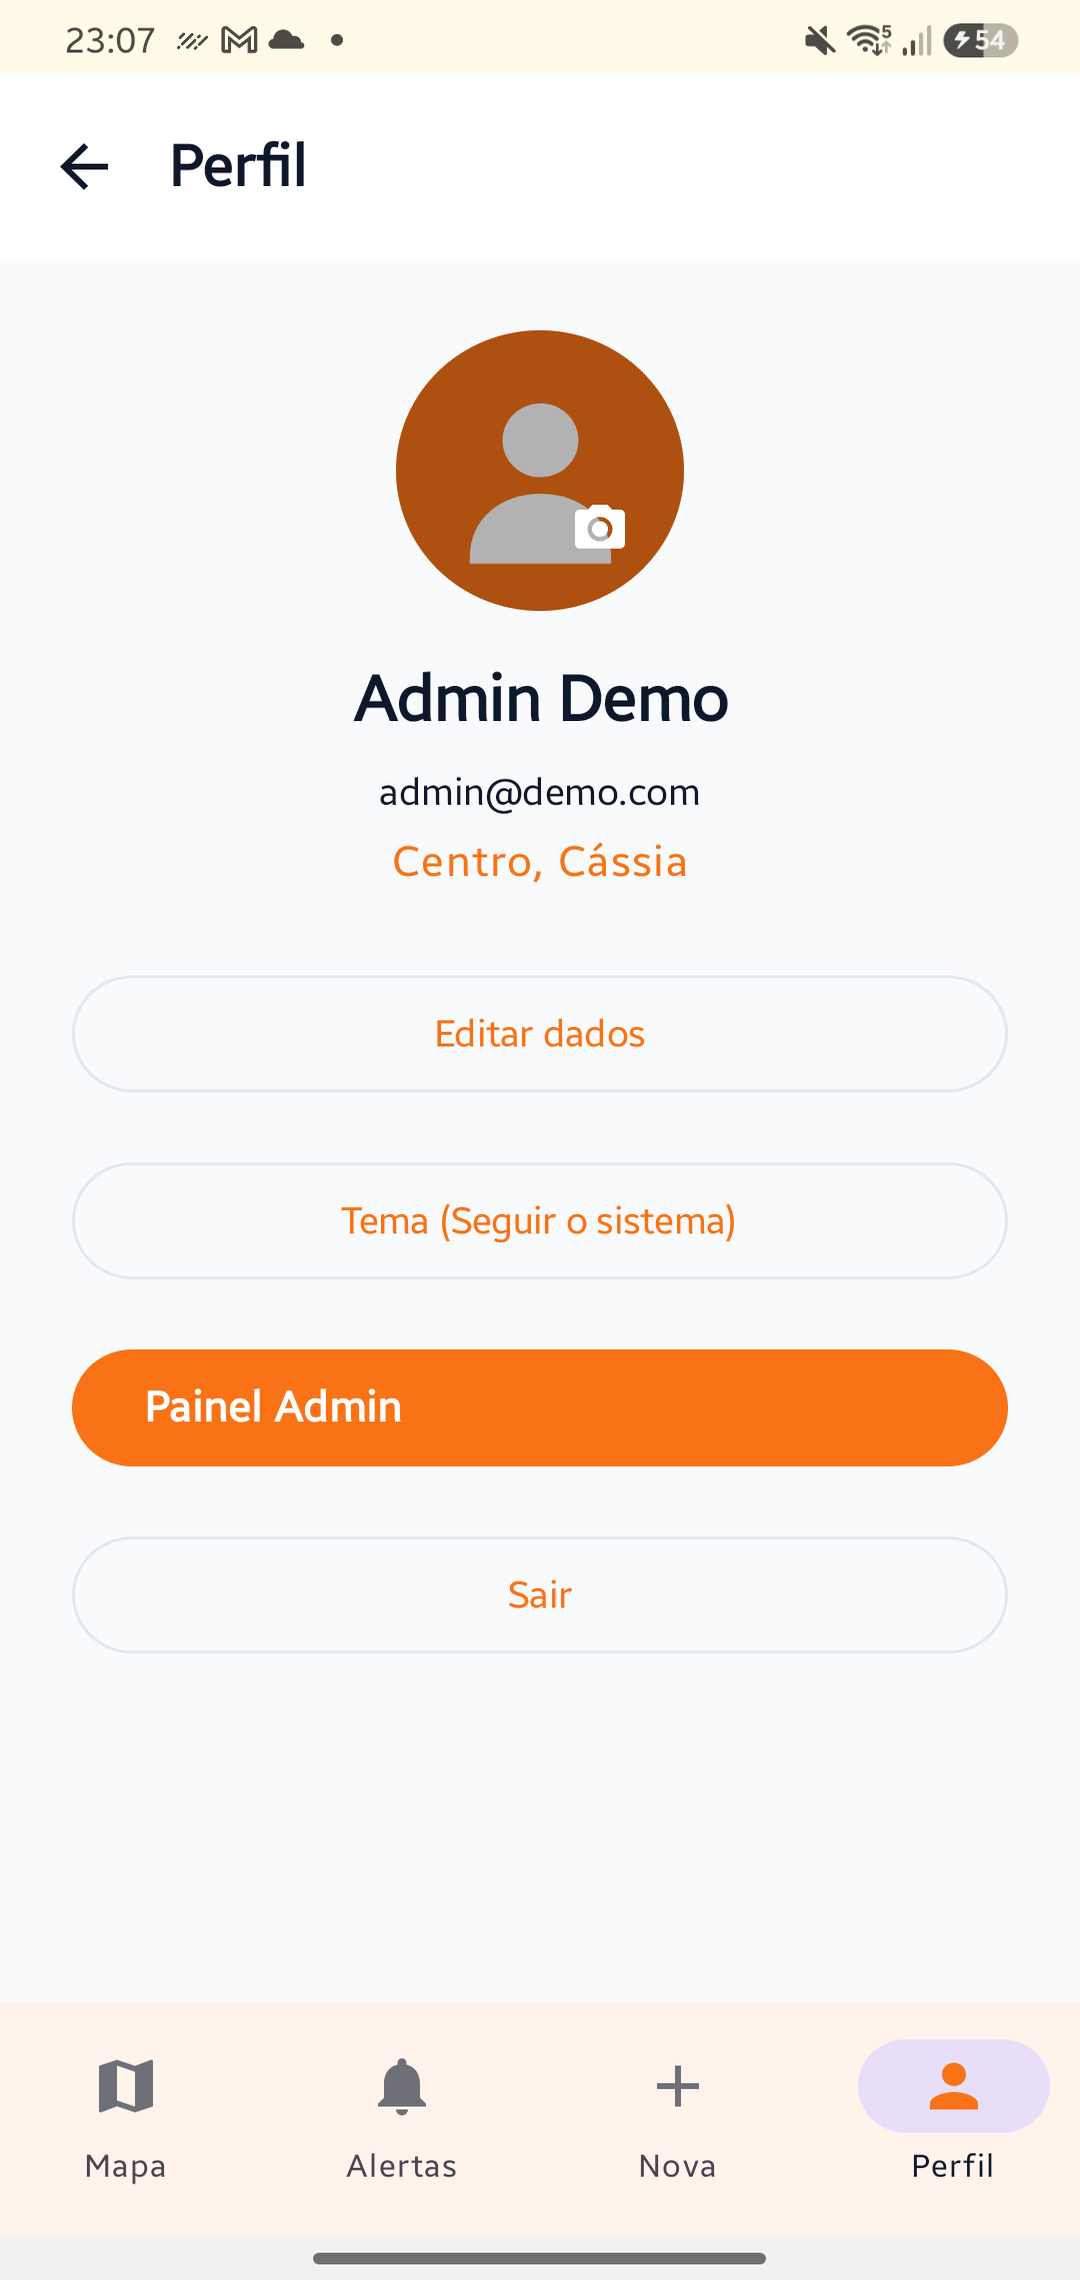 23:07
5
54
Perfil
Admin Demo
admin@demo.com
Centro, Cássia
Editar dados
Tema (Seguir o sistema)
Painel Admin
Sair
Mapa
Alertas
Nova
Perfil